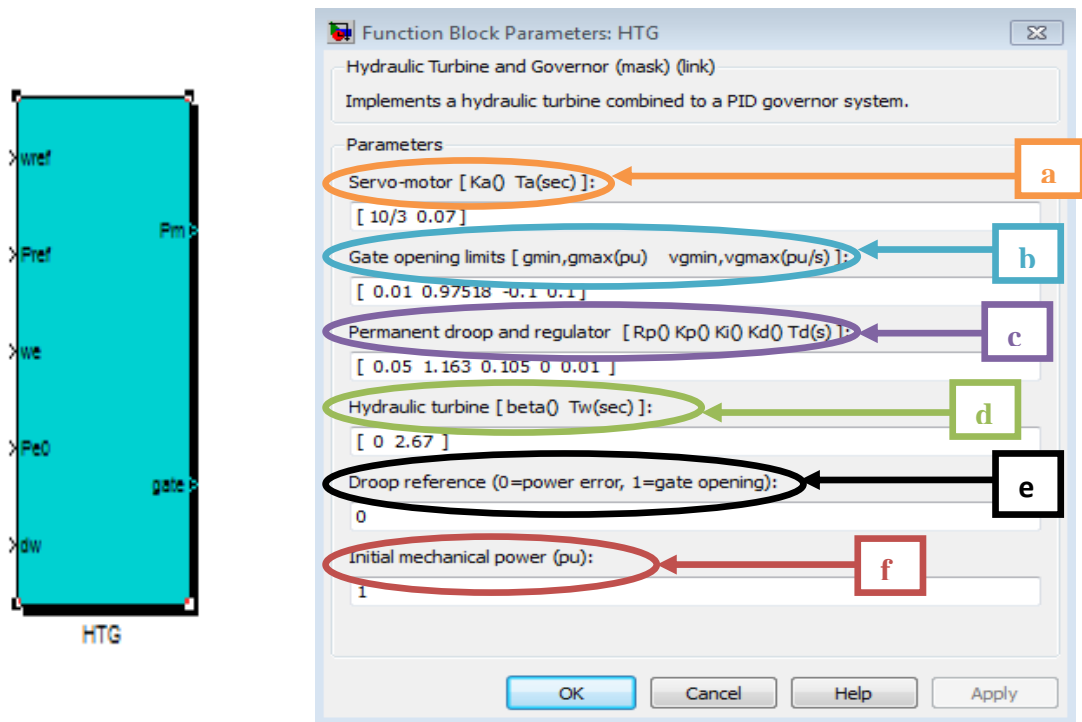 wref
Pref
we
Pe0
dw
Pm
gate
HTG
Function Block Parameters: HTG
Hydraulic Turbine and Governor (mask) (link)
Implements a hydraulic turbine combined to a PID governor system.
Parameters
Servo-motor [ Ka() Ta(sec) ]:
a
[ 10/3 0.07 ]
Gate opening limits [ gmin,gmax(pu) vgmin,vgmax(pu/s) ]:
b
[ 0.01 0.97518 -0.1 0.1 ]
Permanent droop and regulator [ Rp() Kp() Ki() Kd() Td(s) ]:
c
[ 0.05 1.163 0.105 0 0.01 ]
Hydraulic turbine [ beta() Tw(sec) ]:
d
[ 0 2.67 ]
Droop reference (0=power error, 1=gate opening):
e
0
Initial mechanical power (pu):
f
1
OK Cancel Help Apply